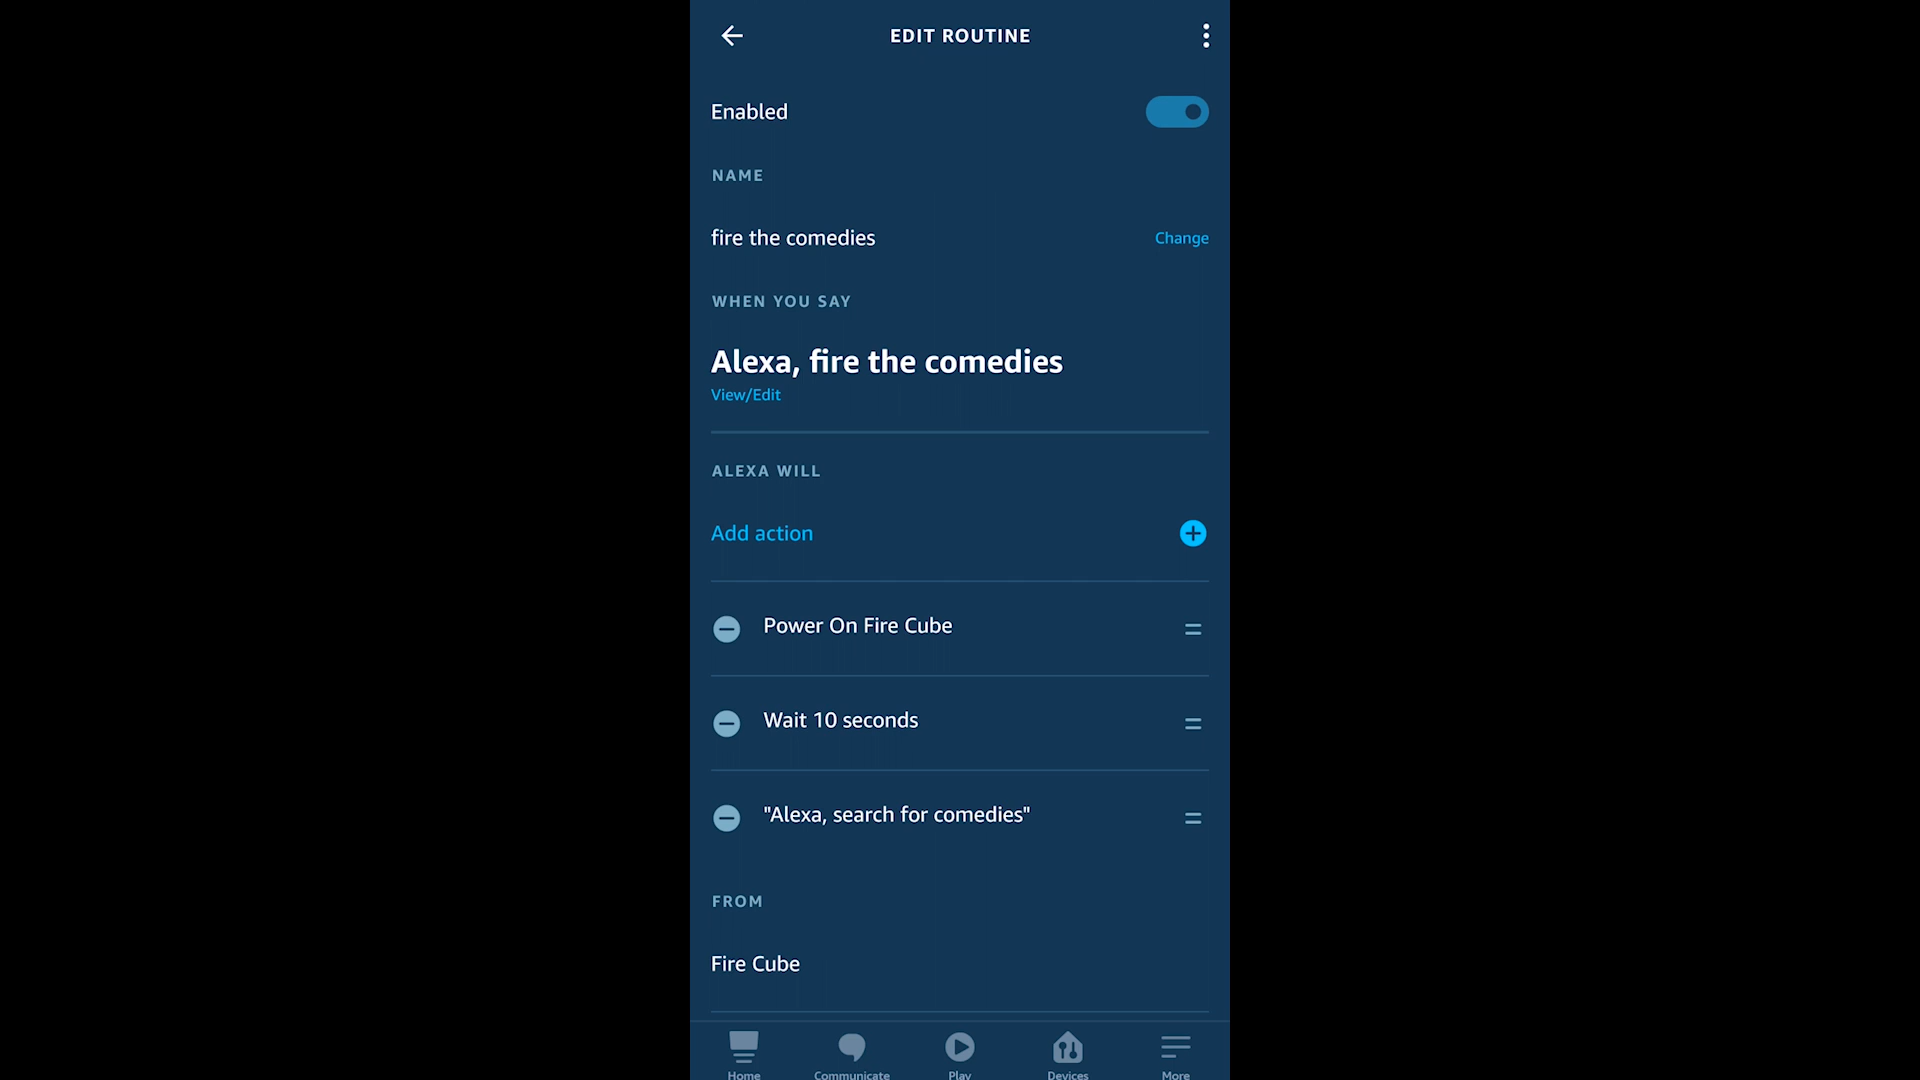 EDIT ROUTINE
Enabled
NAME
fire the comedies
Change
WHEN YOU SAY
Alexa, fire the comedies
View/Edit
ALEXA WILL
Add action
Power On Fire Cube
Wait 10 seconds
"Alexa, search for comedies"
FROM
Fire Cube
Home Communicate Play Devices More